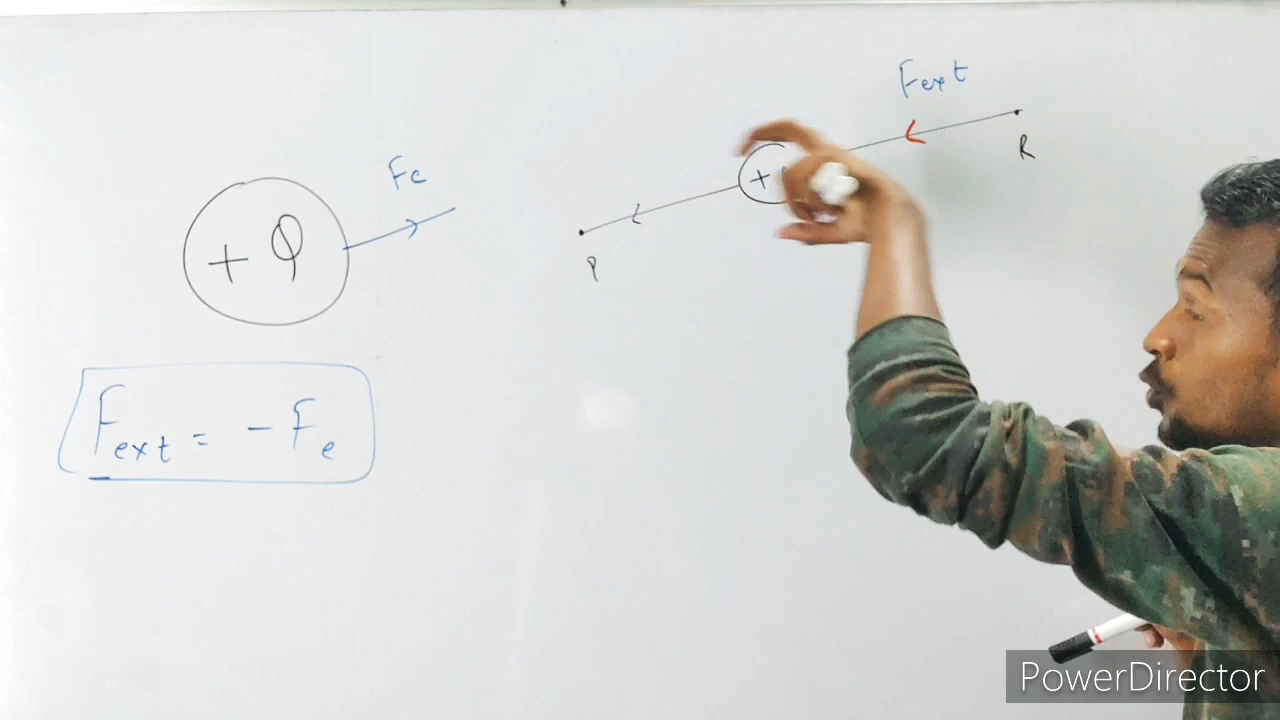 Fext
R
Fe
+
+ Q
P
Fext = - Fe
PowerDirector